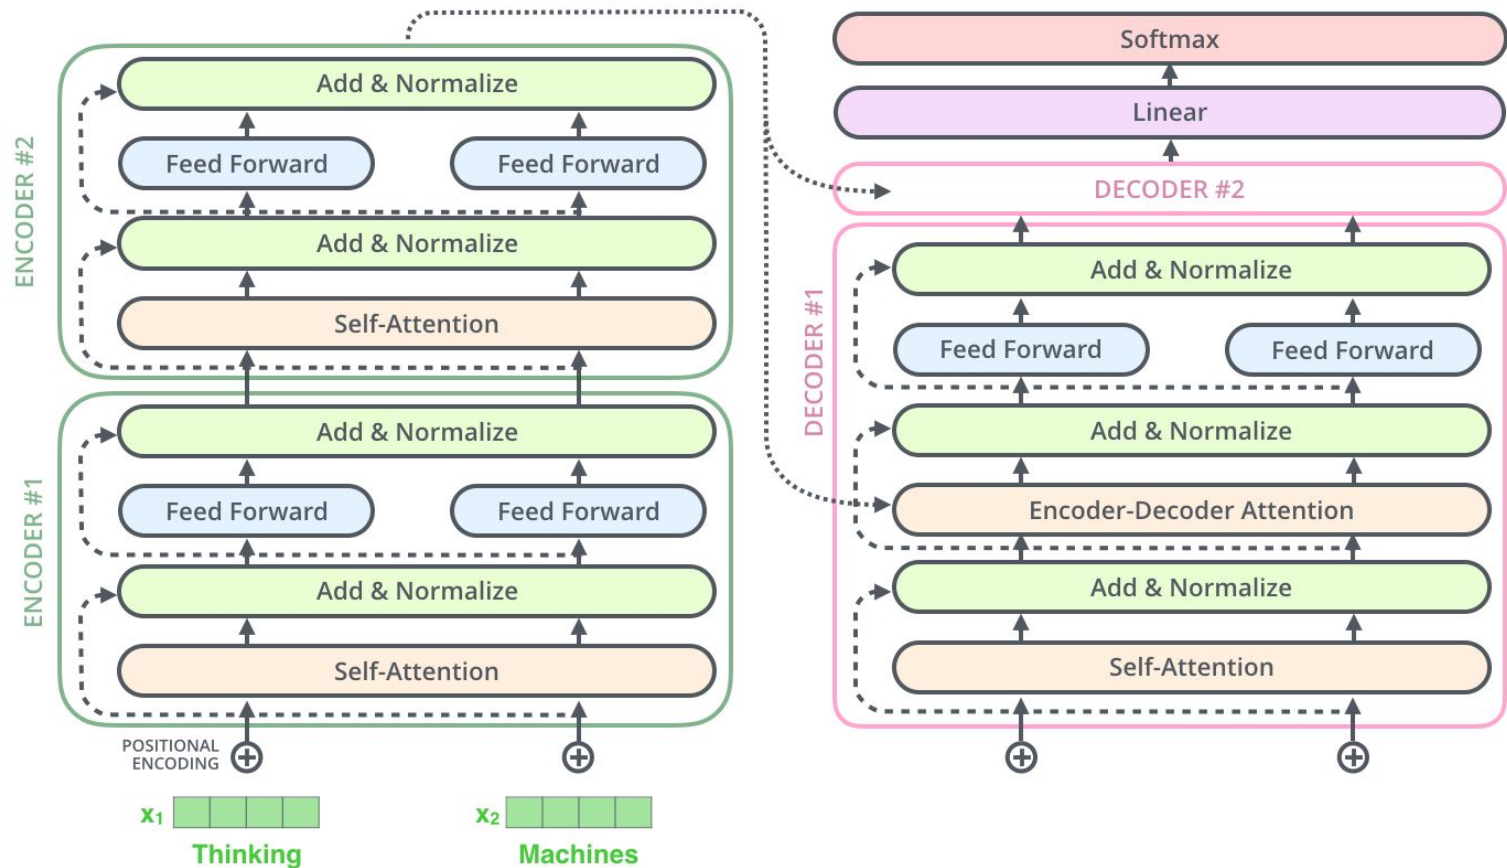 ENCODER #2
Add & Normalize
Feed Forward
Feed Forward
Add & Normalize
Self-Attention
ENCODER #1
Add & Normalize
Feed Forward
Feed Forward
Add & Normalize
Self-Attention
POSITIONAL
ENCODING
x1
x2
Thinking
Machines
Softmax
Linear
DECODER #2
DECODER #1
Add & Normalize
Feed Forward
Feed Forward
Add & Normalize
Encoder-Decoder Attention
Add & Normalize
Self-Attention